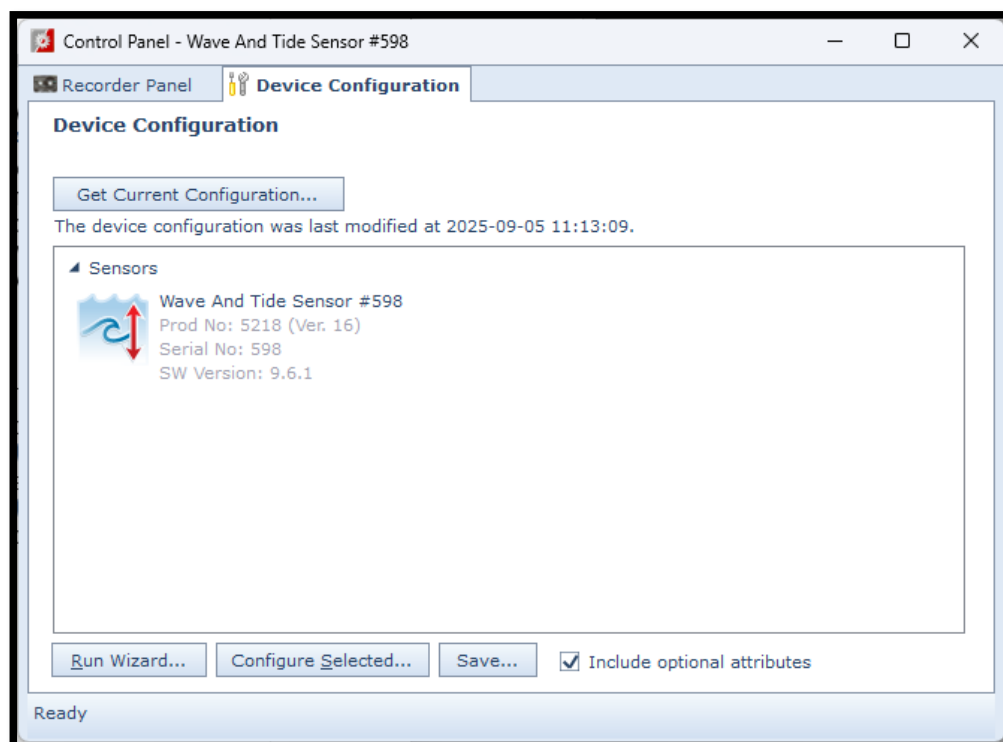 Control Panel - Wave And Tide Sensor #598
Recorder Panel
Device Configuration
Device Configuration
Get Current Configuration...
The device configuration was last modified at 2025-09-05 11:13:09.
Sensors
Wave And Tide Sensor #598
Prod No: 5218 (Ver. 16)
Serial No: 598
SW Version: 9.6.1
Run Wizard...
Configure Selected...
Save...
Include optional attributes
Ready